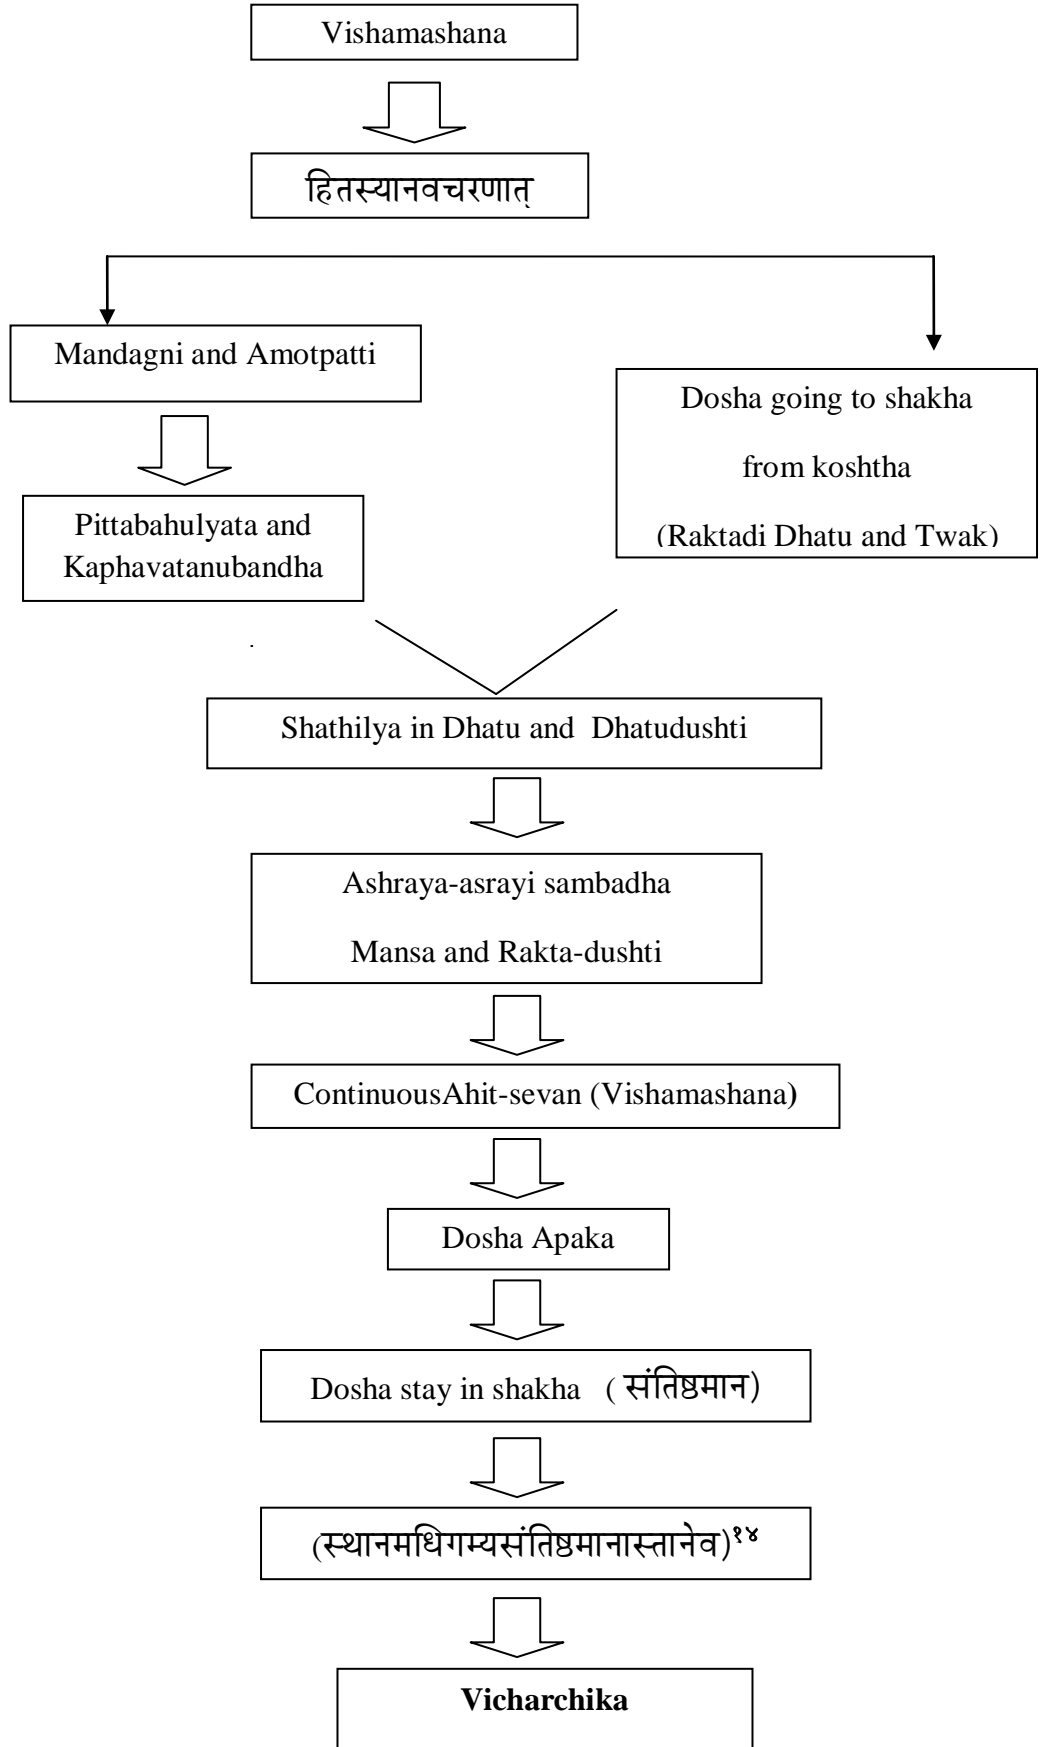 Vishamashana
हितस्यानवचरणात्
Mandagni and Amotpatti
Dosha going to shakha
from koshtha
(Raktadi Dhatu and Twak)
Pittabahulyata and
Kaphavatanubandha
Shathilya in Dhatu and Dhatudushti
Ashraya-asrayi sambadha
Mansa and Rakta-dushti
ContinuousAhit-sevan (Vishamashana)
Dosha Apaka
Dosha stay in shakha ( संतिष्ठमान)
(स्थानमधिगम्यसंतिष्ठमानास्तानेव)१४
Vicharchika